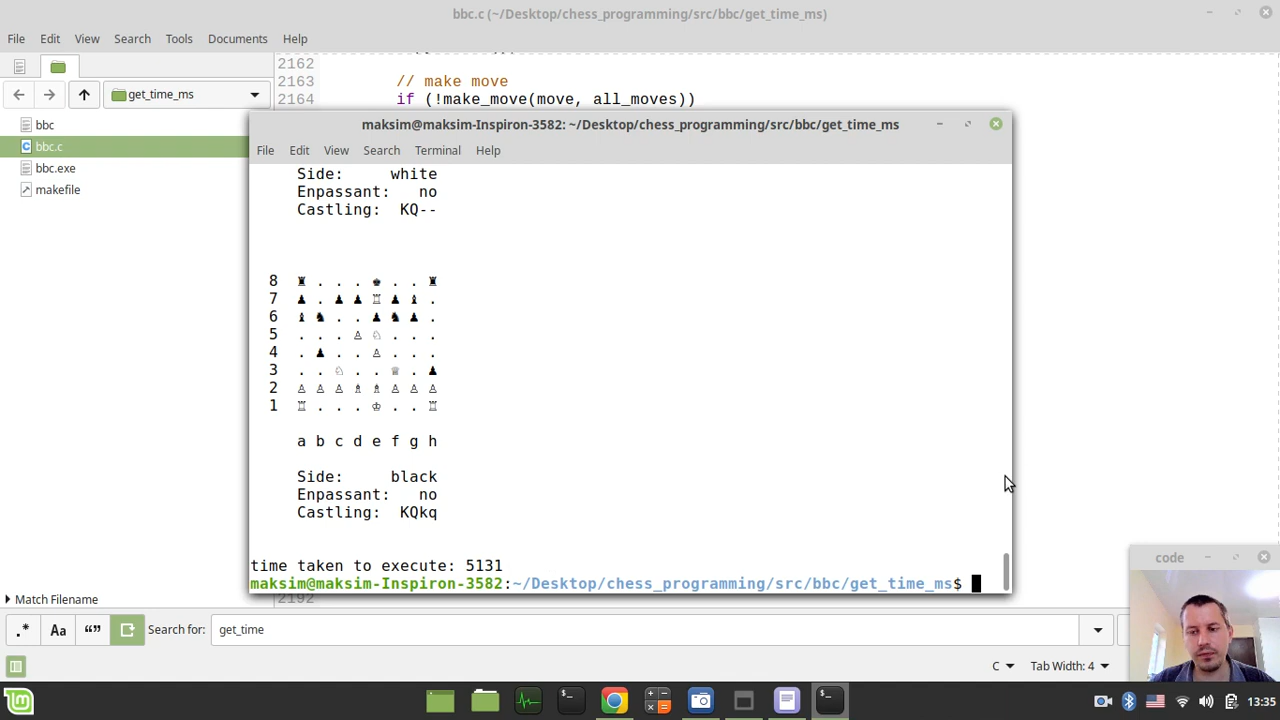 bbc.c (~/Desktop/chess_programming/src/bbc/get_time_ms)
File Edit View Search Tools Documents Help
get_time_ms
bbc
bbc.c
bbc.exe
makefile
2162
2163 // make move
2164 if (!make_move(move, all_moves))
maksim@maksim-Inspiron-3582: ~/Desktop/chess_programming/src/bbc/get_time_ms
File Edit View Search Terminal Help
Side: white
Enpassant: no
Castling: KQ--
8 ♜ . . . ♚ . . ♜
7 ♟ . ♟ ♟ ♖ ♟ ♝ .
6 ♝ ♞ . . ♟ ♞ ♟ .
5 . . . ♙ ♘ . . .
4 . ♟ . . ♙ . . .
3 . . ♘ . . ♕ . ♟
2 ♙ ♙ ♙ ♗ ♗ ♙ ♙ ♙
1 ♖ . . . ♔ . . ♖
a b c d e f g h
Side: black
Enpassant: no
Castling: KQkq
time taken to execute: 5131
maksim@maksim-Inspiron-3582:~/Desktop/chess_programming/src/bbc/get_time_ms$
2192
code
Match Filename
.* Aa “” Search for: get_time
C Tab Width: 4
13:35